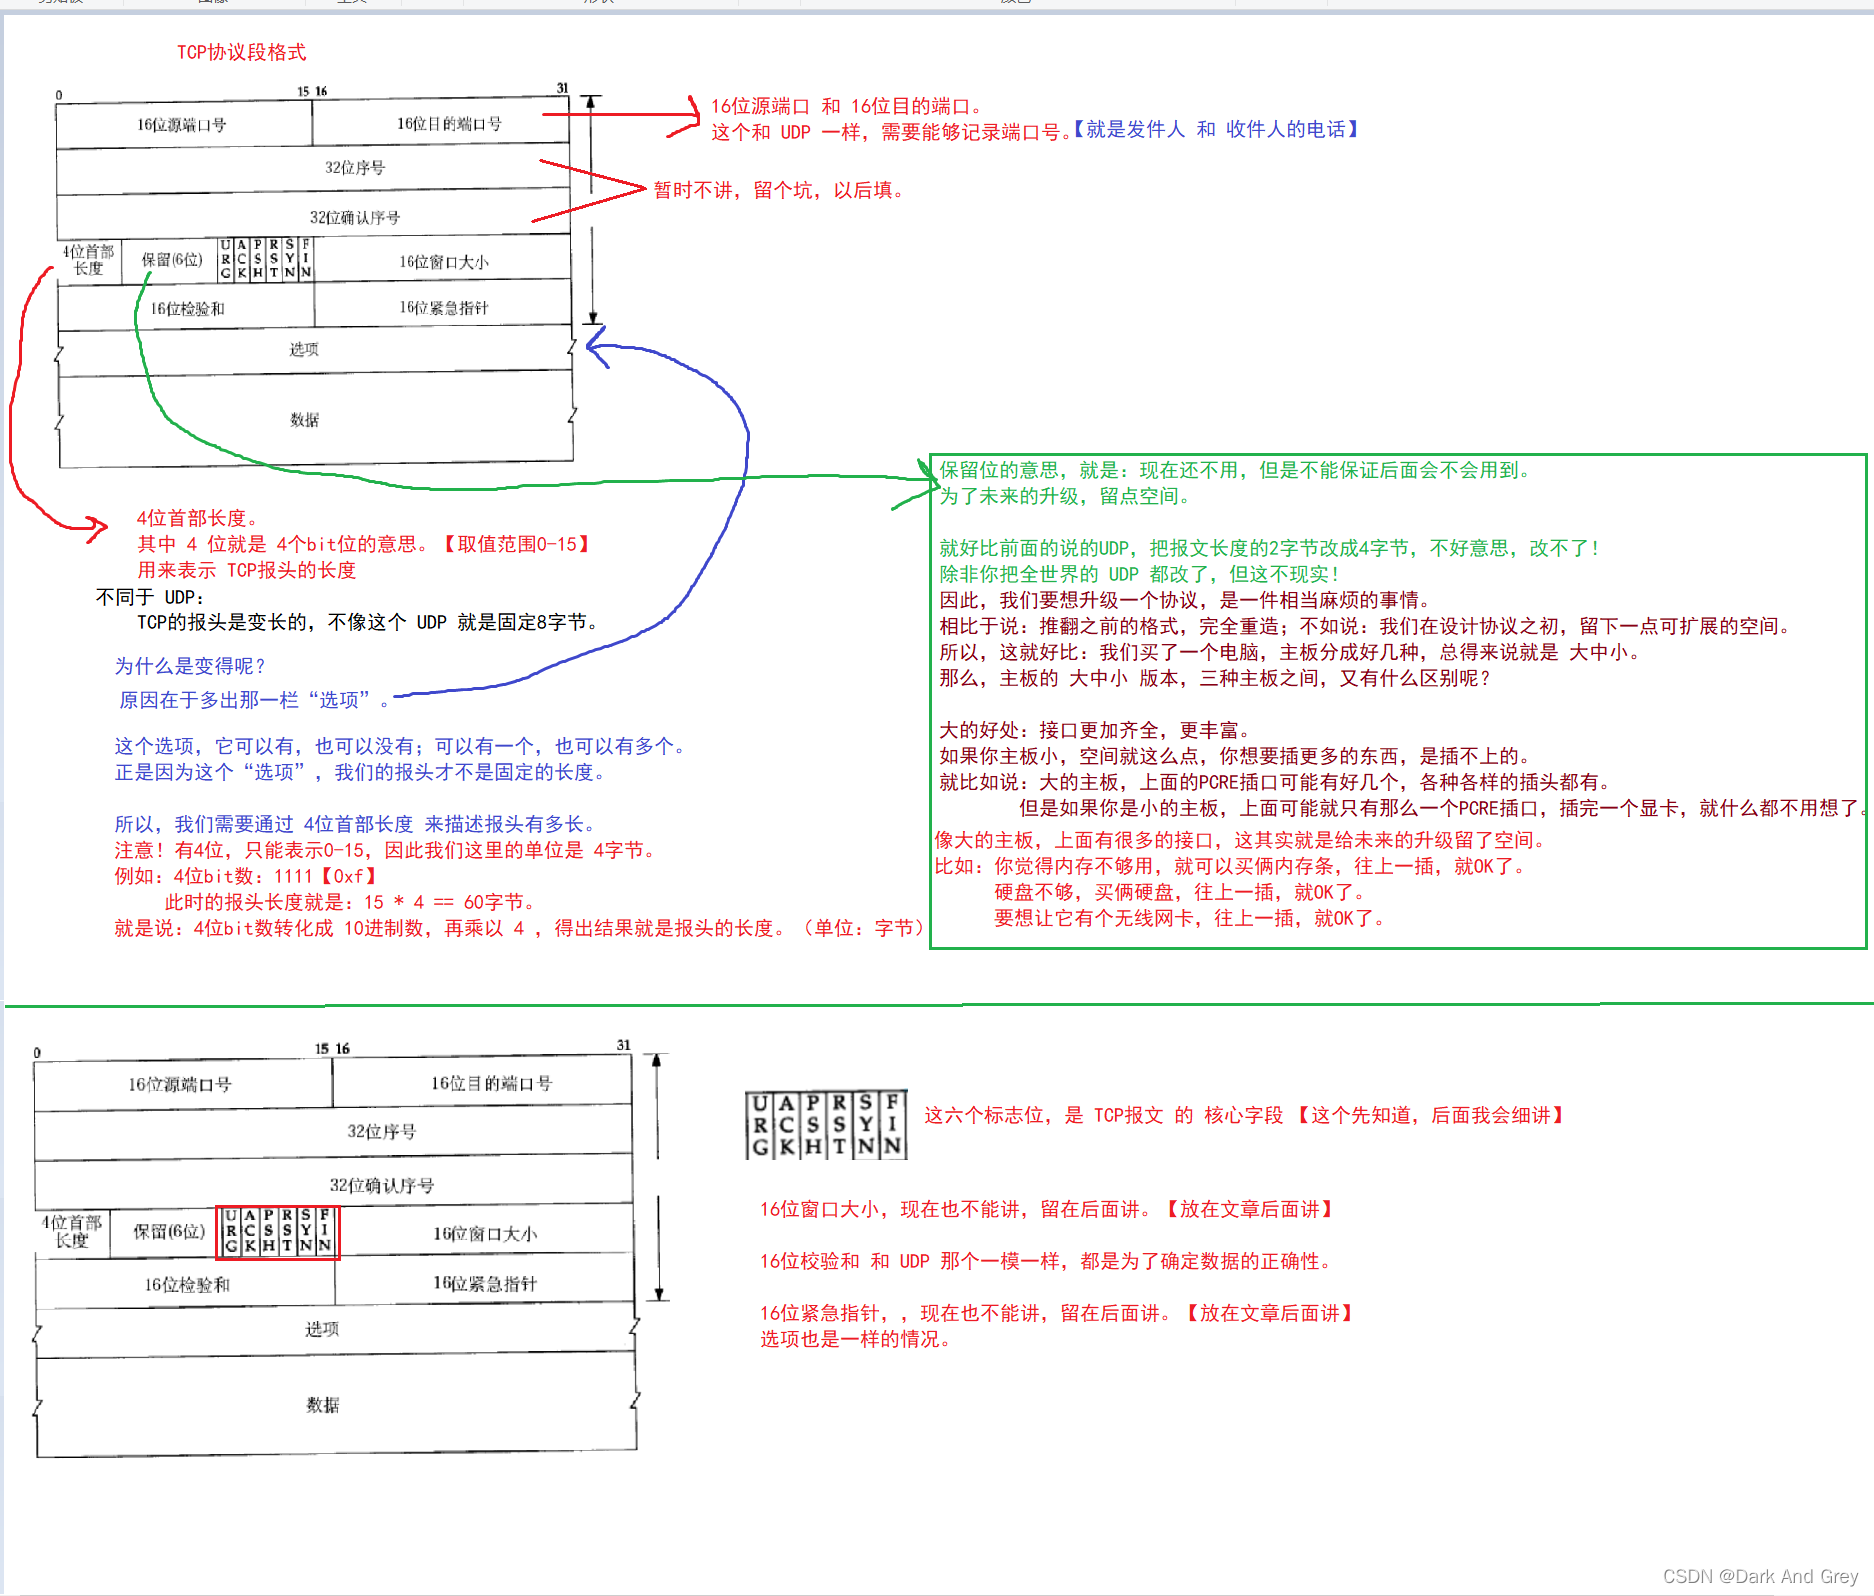 TCP协议段格式
0 15 16 31
16位源端口号 16位目的端口号
32位序号
32位确认序号
4位首部
长度
保留(6位)
URG ACK PSH RST SYN FIN
16位窗口大小
16位检验和 16位紧急指针
选项
数据
16位源端口 和 16位目的端口。
这个和 UDP 一样，需要能够记录端口号。【就是发件人 和 收件人的电话】
暂时不讲，留个坑，以后填。
4位首部长度。
其中 4 位就是 4个bit位的意思。【取值范围0-15】
用来表示 TCP报头的长度
不同于 UDP：
TCP的报头是变长的，不像这个 UDP 就是固定8字节。
为什么是变得呢？
原因在于多出那一栏“选项”。
这个选项，它可以有，也可以没有；可以有一个，也可以有多个。
正是因为这个“选项”，我们的报头才不是固定的长度。
所以，我们需要通过 4位首部长度 来描述报头有多长。
注意！有4位，只能表示0-15，因此我们这里的单位是 4字节。
例如：4位bit数：1111【0xf】
此时的报头长度就是：15 * 4 == 60字节。
就是说：4位bit数转化成 10进制数，再乘以 4 ，得出结果就是报头的长度。（单位：字节）
保留位的意思，就是：现在还不用，但是不能保证后面会不会用到。
为了未来的升级，留点空间。
就好比前面的说的UDP，把报文长度的2字节改成4字节，不好意思，改不了！
除非你把全世界的 UDP 都改了，但这不现实！
因此，我们要想升级一个协议，是一件相当麻烦的事情。
相比于说：推翻之前的格式，完全重造；不如说：我们在设计协议之初，留下一点可扩展的空间。
所以，这就好比：我们买了一个电脑，主板分成好几种，总得来说就是 大中小。
那么，主板的 大中小 版本，三种主板之间，又有什么区别呢？
大的好处：接口更加齐全，更丰富。
如果你主板小，空间就这么点，你想要插更多的东西，是插不上的。
就比如说：大的主板，上面的PCRE插口可能有好几个，各种各样的插头都有。
但是如果你是小的主板，上面可能就只有那么一个PCRE插口，插完一个显卡，就什么都不用想了。
像大的主板，上面有很多的接口，这其实就是给未来的升级留了空间。
比如：你觉得内存不够用，就可以买俩内存条，往上一插，就OK了。
硬盘不够，买俩硬盘，往上一插，就OK了。
要想让它有个无线网卡，往上一插，就OK了。
0 15 16 31
16位源端口号 16位目的端口号
32位序号
32位确认序号
4位首部
长度
保留(6位)
URG ACK PSH RST SYN FIN
16位窗口大小
16位检验和 16位紧急指针
选项
数据
URG ACK PSH RST SYN FIN
这六个标志位，是 TCP报文 的 核心字段 【这个先知道，后面我会细讲】
16位窗口大小，现在也不能讲，留在后面讲。【放在文章后面讲】
16位校验和 和 UDP 那个一模一样，都是为了确定数据的正确性。
16位紧急指针，，现在也不能讲，留在后面讲。【放在文章后面讲】
选项也是一样的情况。
CSDN @Dark And Grey